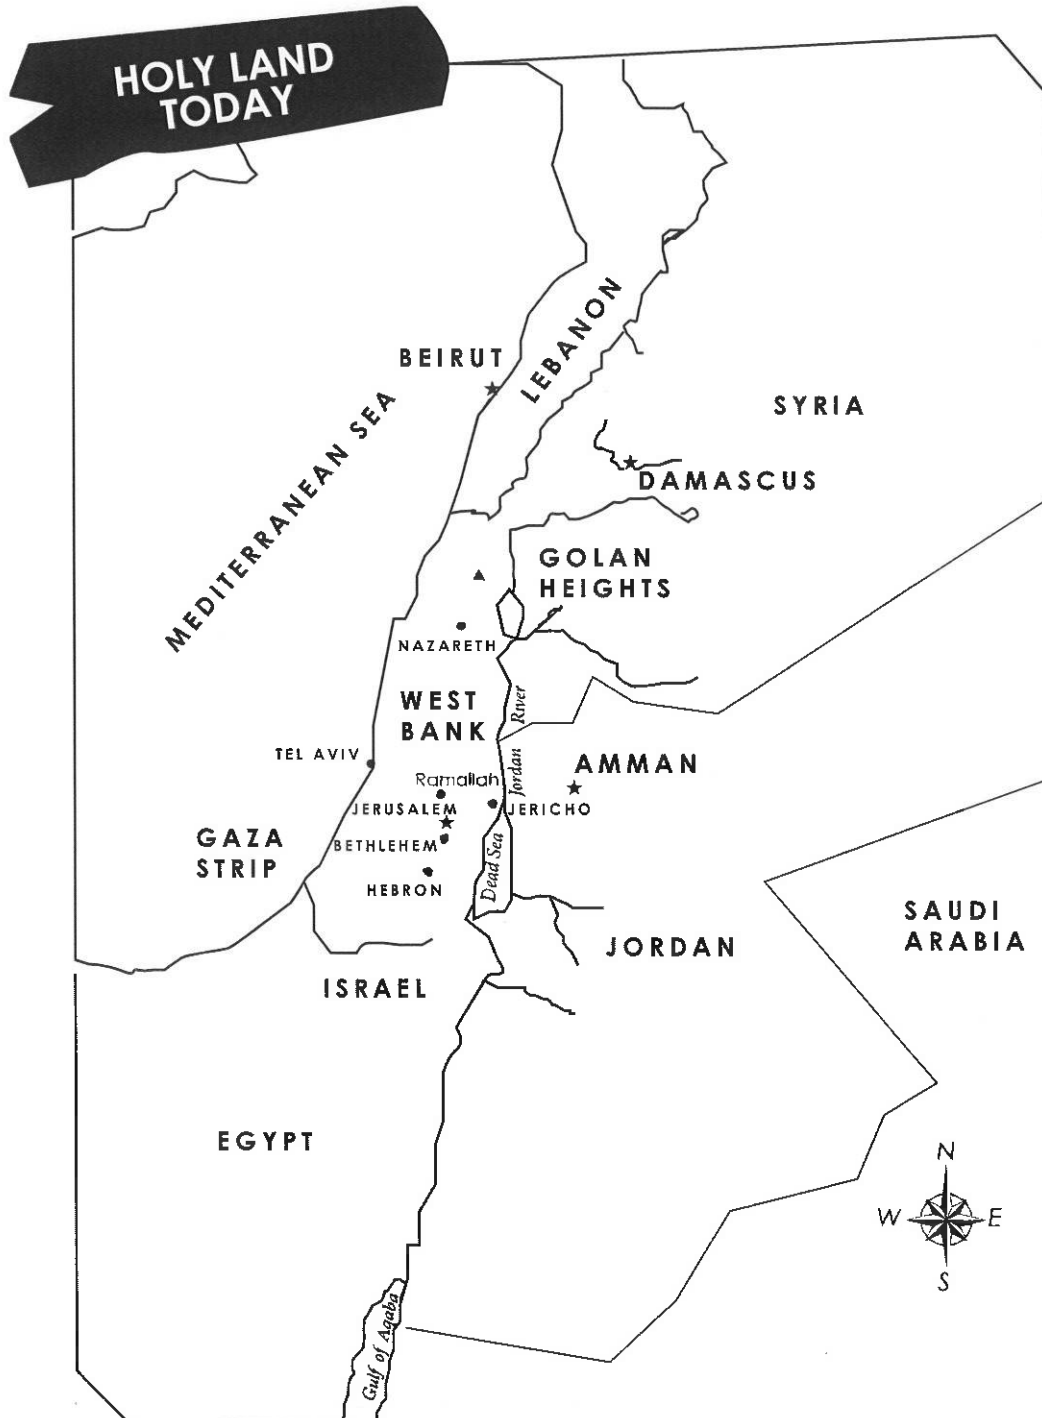 HOLY LAND
TODAY
BEIRUT
LEBANON
MEDITERRANEAN SEA
SYRIA
DAMASCUS
GOLAN
HEIGHTS
NAZARETH
WEST
BANK
Jordan River
TEL AVIV
AMMAN
Ramallah
JERUSALEM
JERICHO
GAZA
STRIP
BETHLEHEM
Dead Sea
HEBRON
SAUDI
ARABIA
JORDAN
ISRAEL
EGYPT
N
W E
S
Gulf of Aqaba